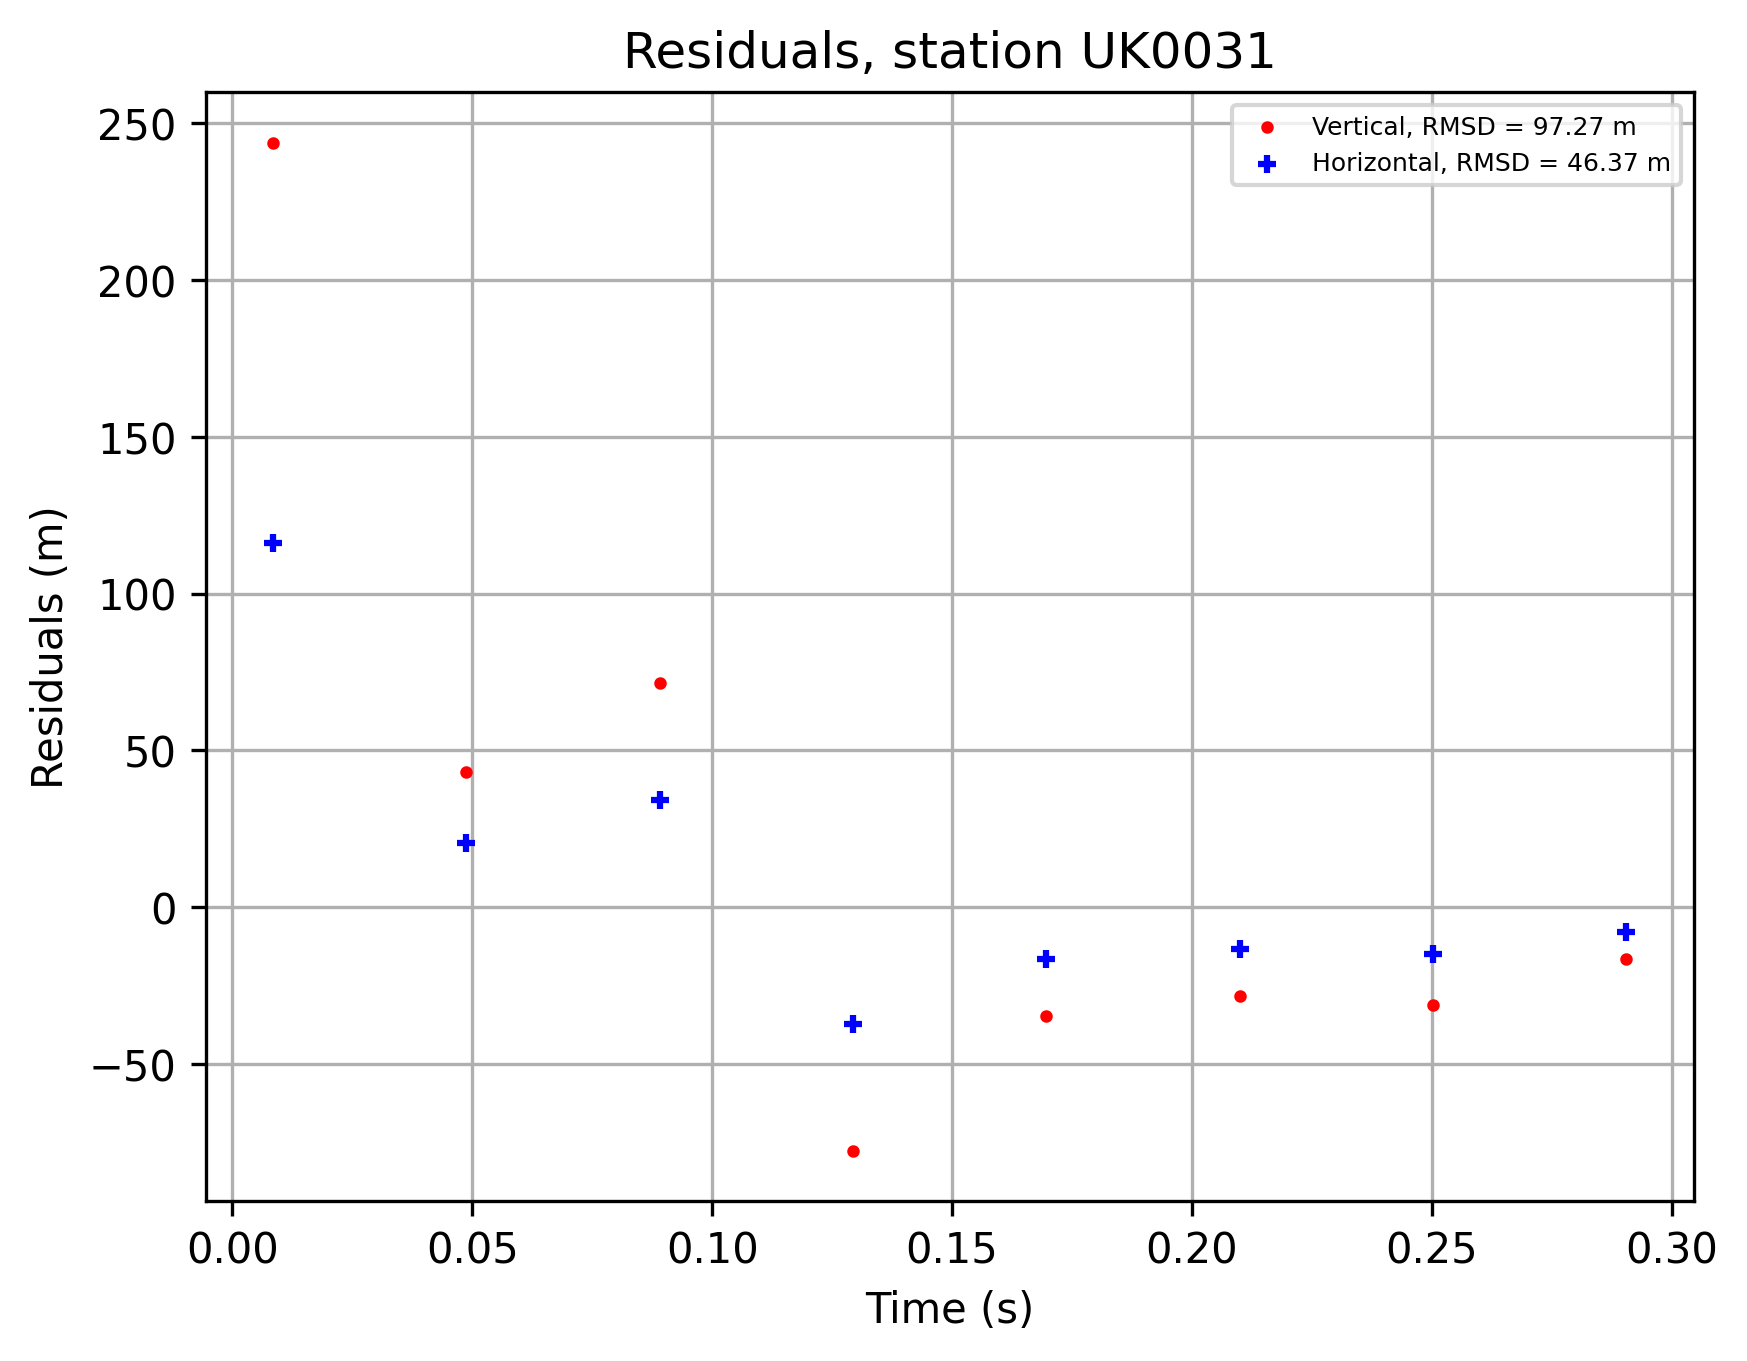 Residuals, station UK0031
Vertical, RMSD = 97.27 m
Horizontal, RMSD = 46.37 m
250
200
150
100
50
0
−50
Residuals (m)
0.00 0.05 0.10 0.15 0.20 0.25 0.30
Time (s)